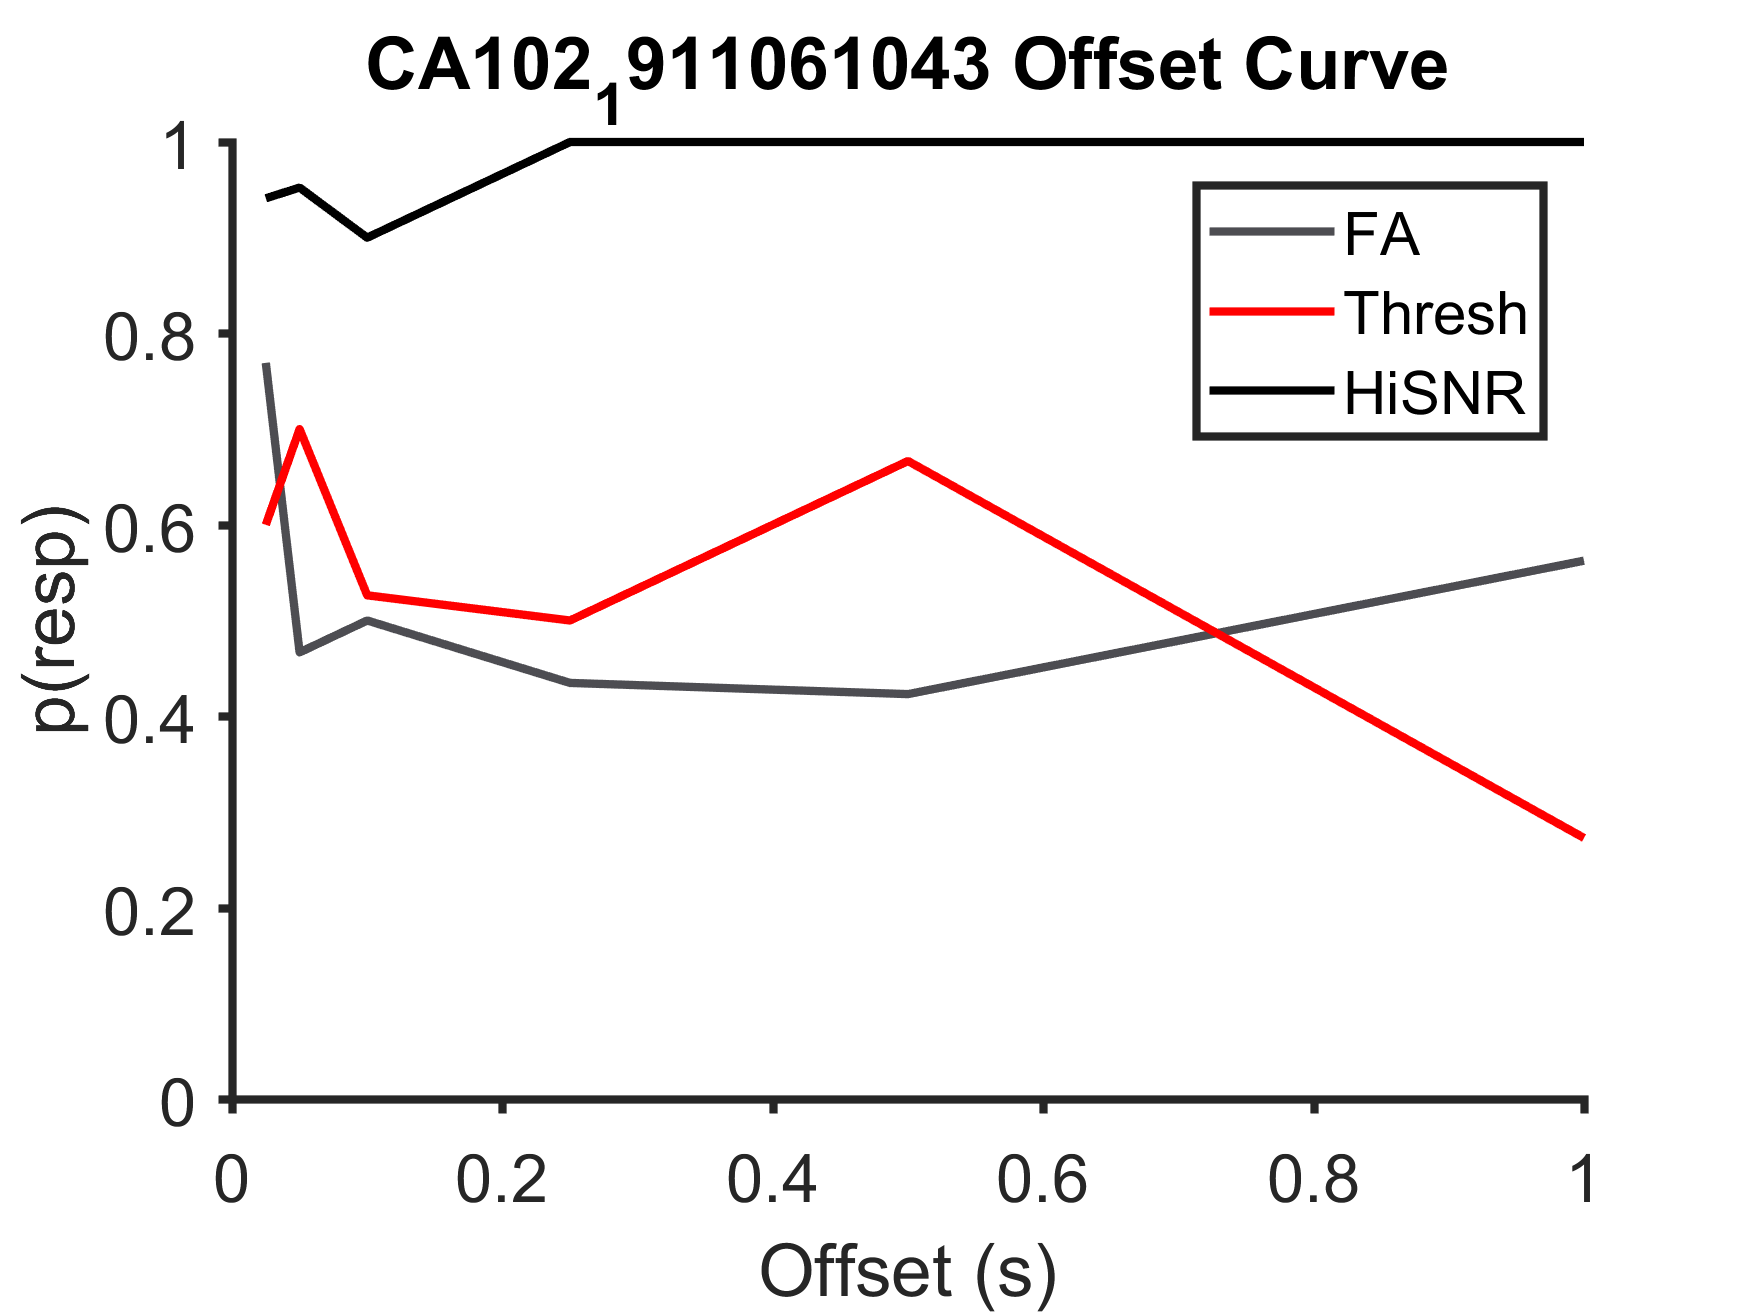 CA102₁911061043 Offset Curve
1
0.8
0.6
0.4
0.2
0
p(resp)
FA
Thresh
HiSNR
0 0.2 0.4 0.6 0.8 1
Offset (s)